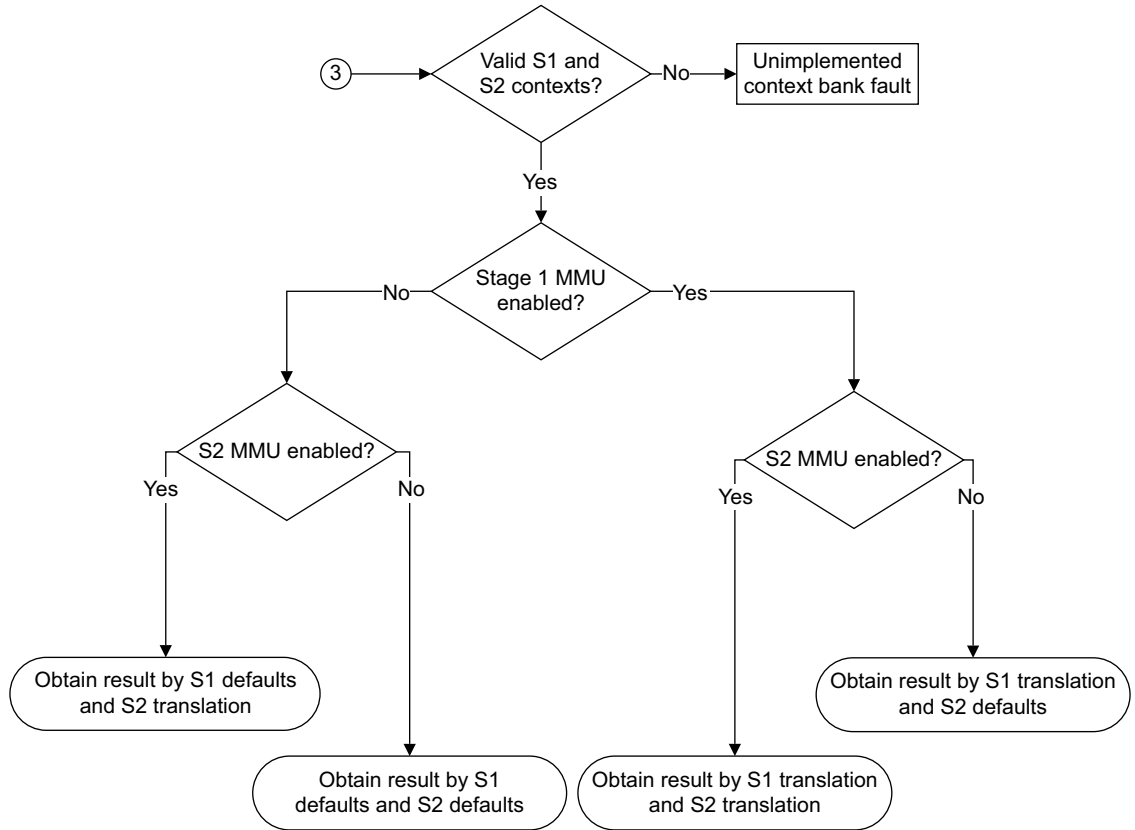 3
Valid S1 and
S2 contexts?
No
Unimplemented
context bank fault
Yes
Stage 1 MMU
enabled?
No
Yes
S2 MMU enabled?
Yes
No
S2 MMU enabled?
Yes
No
Obtain result by S1 defaults
and S2 translation
Obtain result by S1
defaults and S2 defaults
Obtain result by S1 translation
and S2 translation
Obtain result by S1 translation
and S2 defaults